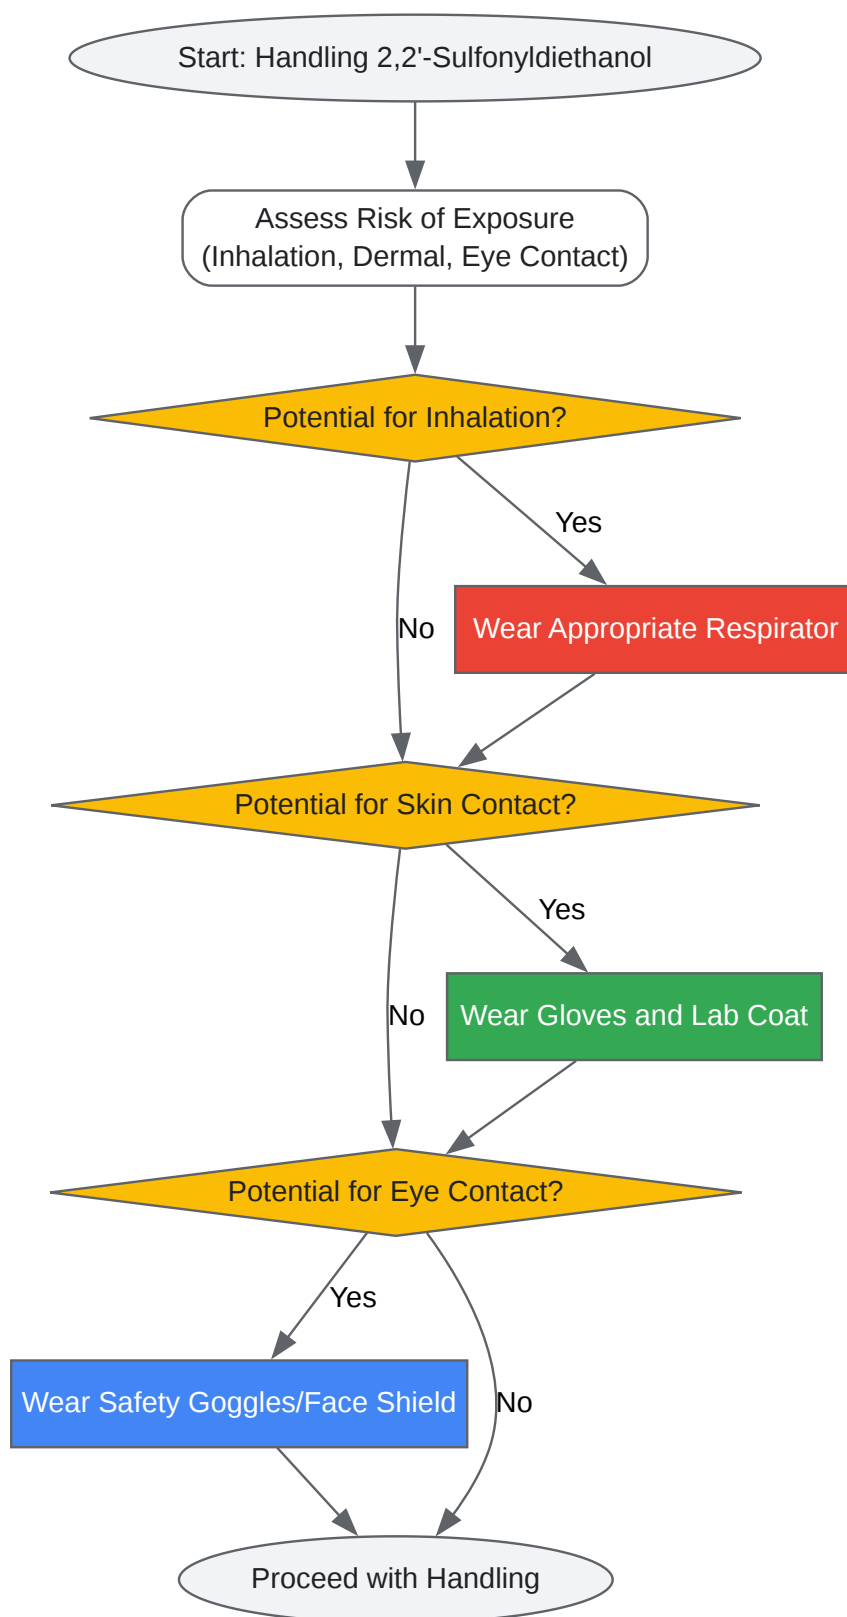 Start: Handling 2,2'-Sulfonyldiethanol
Assess Risk of Exposure
(Inhalation, Dermal, Eye Contact)
Potential for Inhalation?
Yes
No
Wear Appropriate Respirator
Potential for Skin Contact?
Yes
No
Wear Gloves and Lab Coat
Potential for Eye Contact?
Yes
Wear Safety Goggles/Face Shield
No
Proceed with Handling